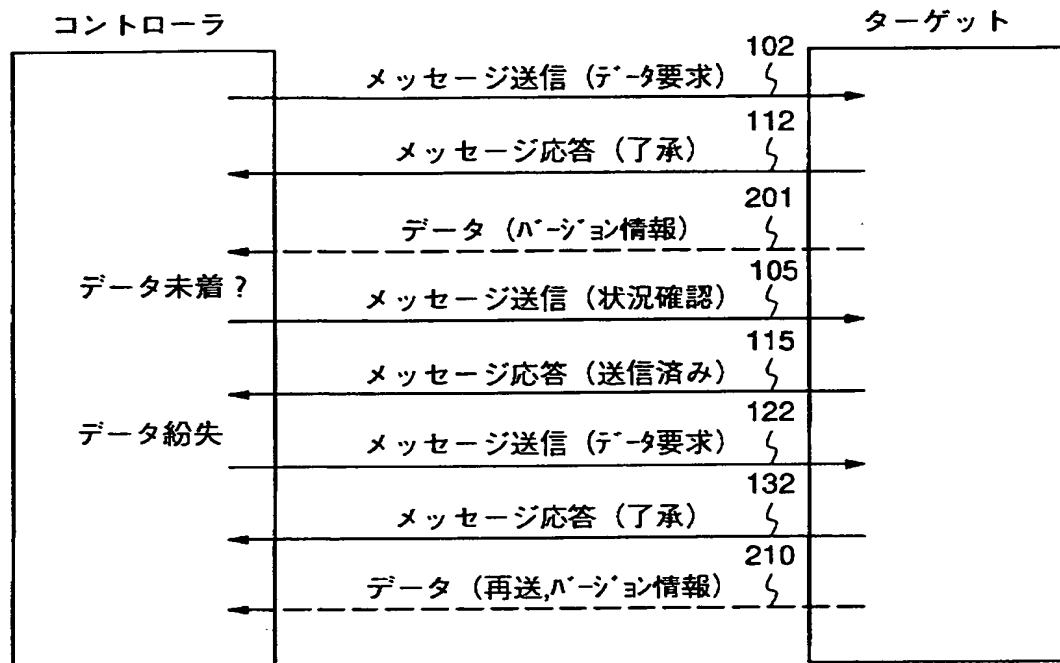 コントローラ
ターゲット
102
メッセージ送信 (データ要求)
112
メッセージ応答 (了承)
201
データ (バージョン情報)
データ未着?
105
メッセージ送信 (状況確認)
115
メッセージ応答 (送信済み)
データ紛失
122
メッセージ送信 (データ要求)
132
メッセージ応答 (了承)
210
データ (再送,バージョン情報)